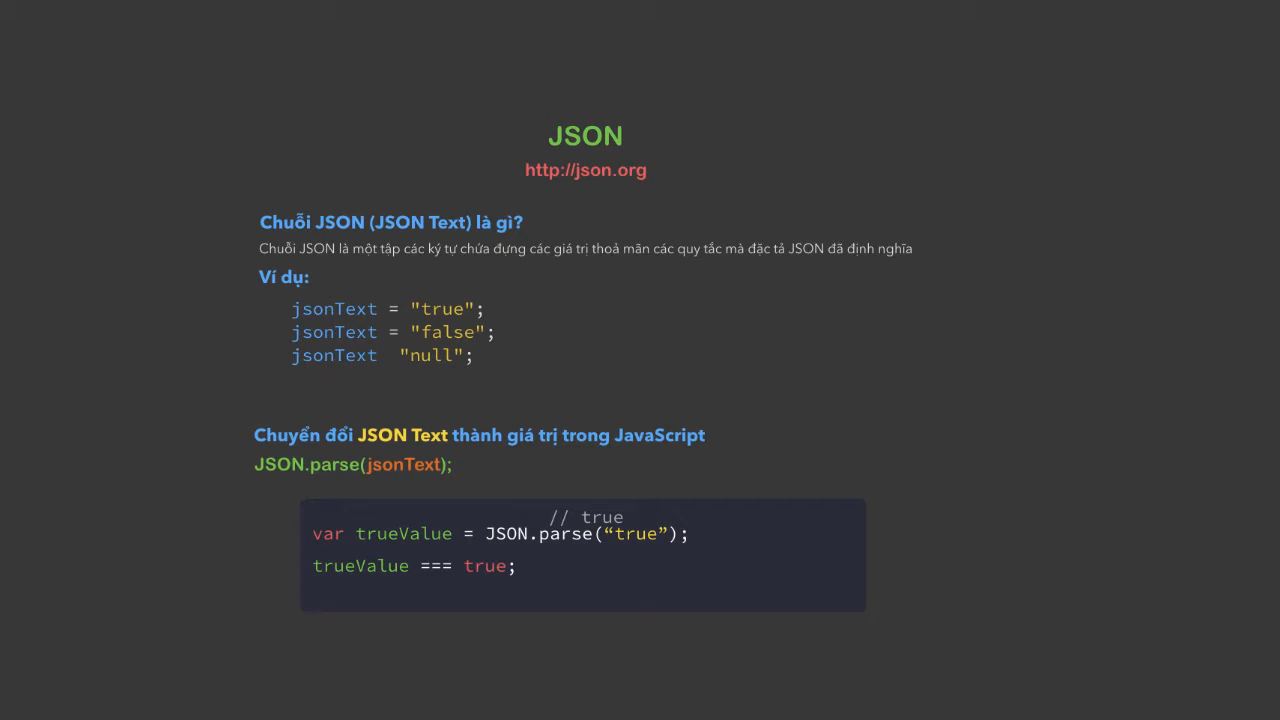 JSON
http://json.org
Chuỗi JSON (JSON Text) là gì?
Chuỗi JSON là một tập các ký tự chứa đựng các giá trị thoả mãn các quy tắc mà đặc tả JSON đã định nghĩa
Ví dụ:
jsonText = "true";
jsonText = "false";
jsonText  "null";
Chuyển đổi JSON Text thành giá trị trong JavaScript
JSON.parse(jsonText);
// true
var trueValue = JSON.parse(“true”);
trueValue === true;